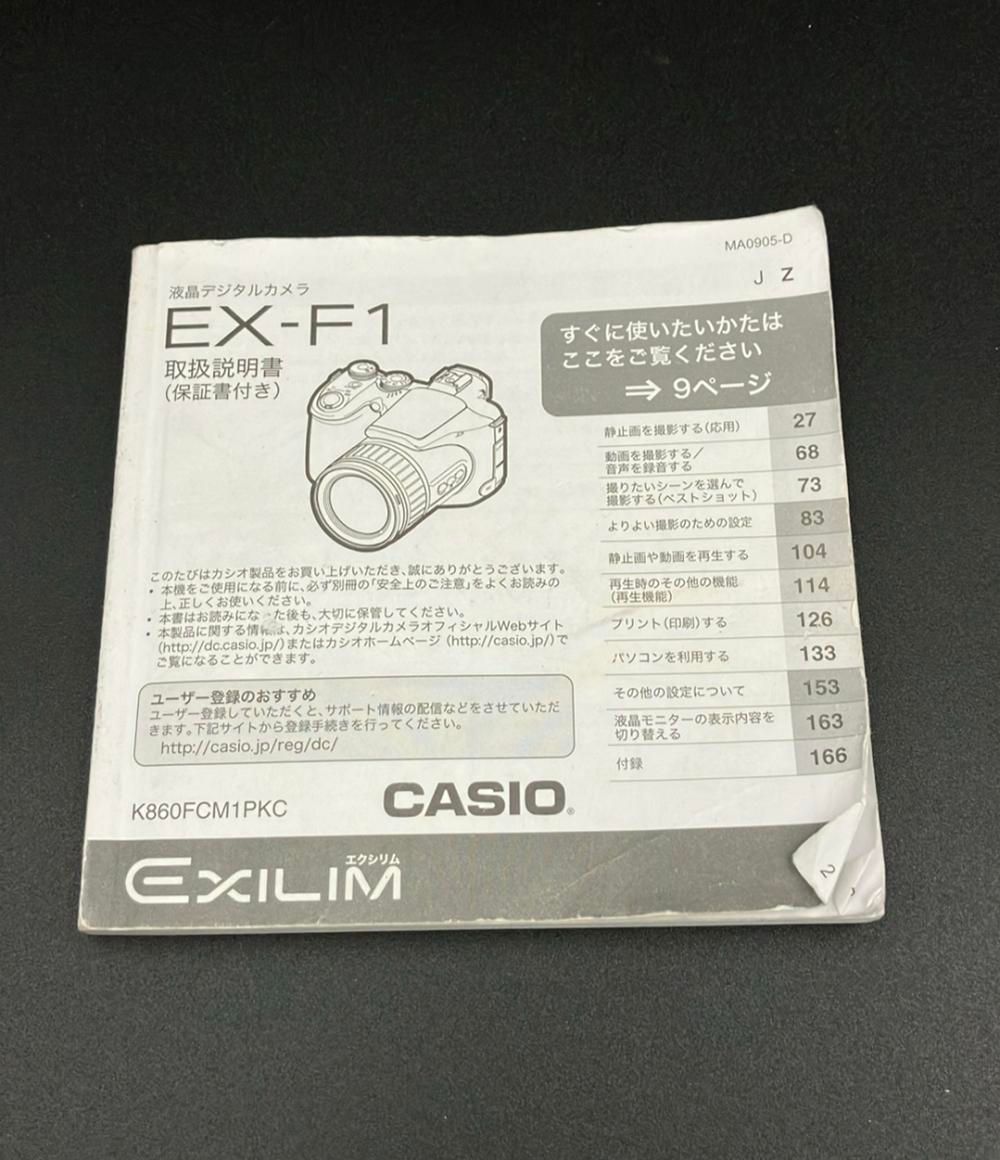 MA0905-D
J Z
液晶デジタルカメラ
EX-F1
取扱説明書
(保証書付き)
すぐに使いたいかたは
ここをご覧ください
⇒ 9ページ
静止画を撮影する(応用) 27
動画を撮影する/
音声を録音する 68
撮りたいシーンを選んで
撮影する(ベストショット) 73
よりよい撮影のための設定 83
静止画や動画を再生する 104
再生時のその他の機能
(再生機能) 114
プリント(印刷)する 126
パソコンを利用する 133
その他の設定について 153
液晶モニターの表示内容を
切り替える 163
付録 166
このたびはカシオ製品をお買い上げいただき、誠にありがとうございます。
・本機をご使用になる前に、必ず別冊の「安全上のご注意」をよくお読みの
上、正しくお使いください。
・本書はお読みにな た後も、大切に保管してください。
・本製品に関する情 は、カシオデジタルカメラオフィシャルWebサイト
(http://dc.casio.jp/)またはカシオホームページ(http://casio.jp/)で
ご覧になることができます。
ユーザー登録のおすすめ
ユーザー登録していただくと、サポート情報の配信などをさせていただ
きます。下記サイトから登録手続きを行ってください。
http://casio.jp/reg/dc/
K860FCM1PKC
CASIO®
エクシリム
EXILIM
2